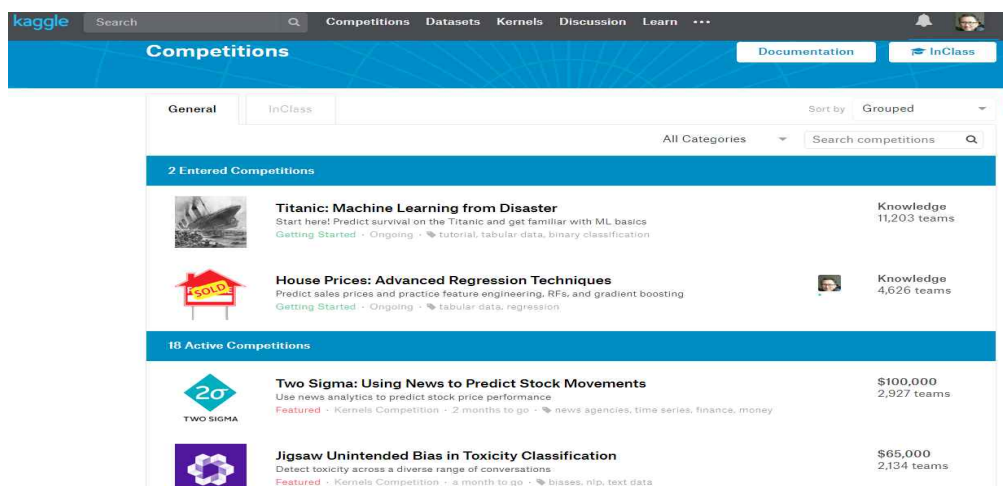 kaggle Search Competitions Datasets Kernels Discussion Learn •••
Competitions Documentation InClass
General InClass Sort by Grouped
All Categories Search competitions
2 Entered Competitions
Titanic: Machine Learning from Disaster Knowledge
Start here! Predict survival on the Titanic and get familiar with ML basics 11,203 teams
Getting Started · Ongoing · tutorial, tabular data, binary classification
SOLD
House Prices: Advanced Regression Techniques Knowledge
Predict sales prices and practice feature engineering, RFs, and gradient boosting 4,626 teams
Getting Started · Ongoing · tabular data, regression
18 Active Competitions
2σ
TWO SIGMA
Two Sigma: Using News to Predict Stock Movements $100,000
Use news analytics to predict stock price performance 2,927 teams
Featured · Kernels Competition · 2 months to go · news agencies, time series, finance, money
Jigsaw Unintended Bias in Toxicity Classification $65,000
Detect toxicity across a diverse range of conversations 2,134 teams
Featured · Kernels Competition · a month to go · biases, nlp, text data